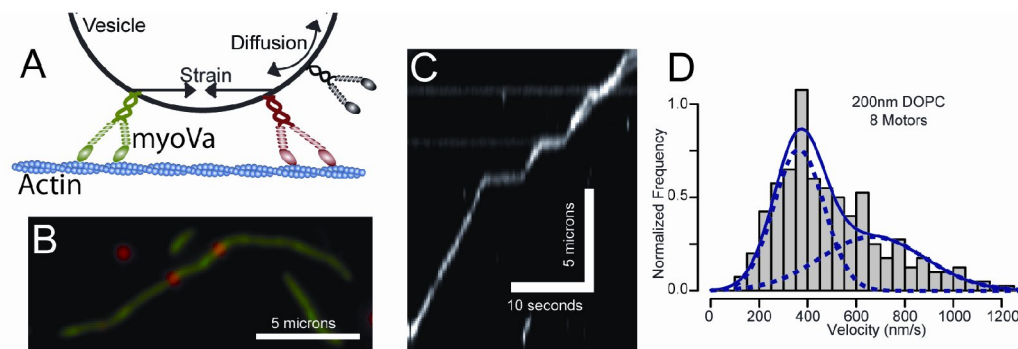 A
Vesicle
Diffusion
Strain
myoVa
Actin
B
5 microns
C
5 microns
10 seconds
D
200nm DOPC
8 Motors
Normalized Frequency
1.0
0.5
0
0 200 400 600 800 1000 1200
Velocity (nm/s)